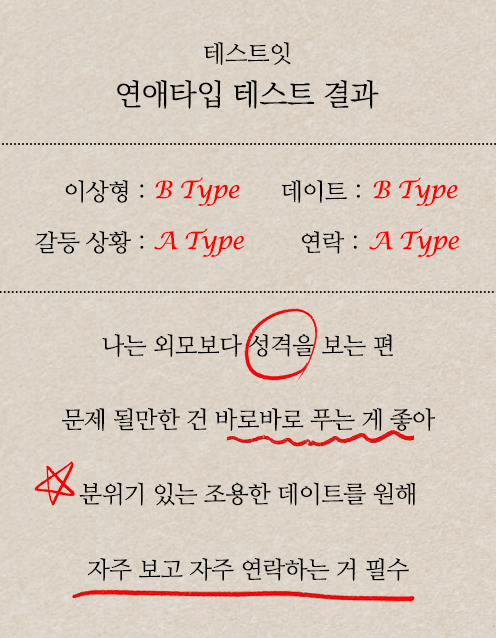 테스트잇
연애타입 테스트 결과
이상형 : B Type 데이트 : B Type
갈등 상황 : A Type 연락 : A Type
나는 외모보다 성격을 보는 편
문제 될만한 건 바로바로 푸는 게 좋아
분위기 있는 조용한 데이트를 원해
자주 보고 자주 연락하는 거 필수